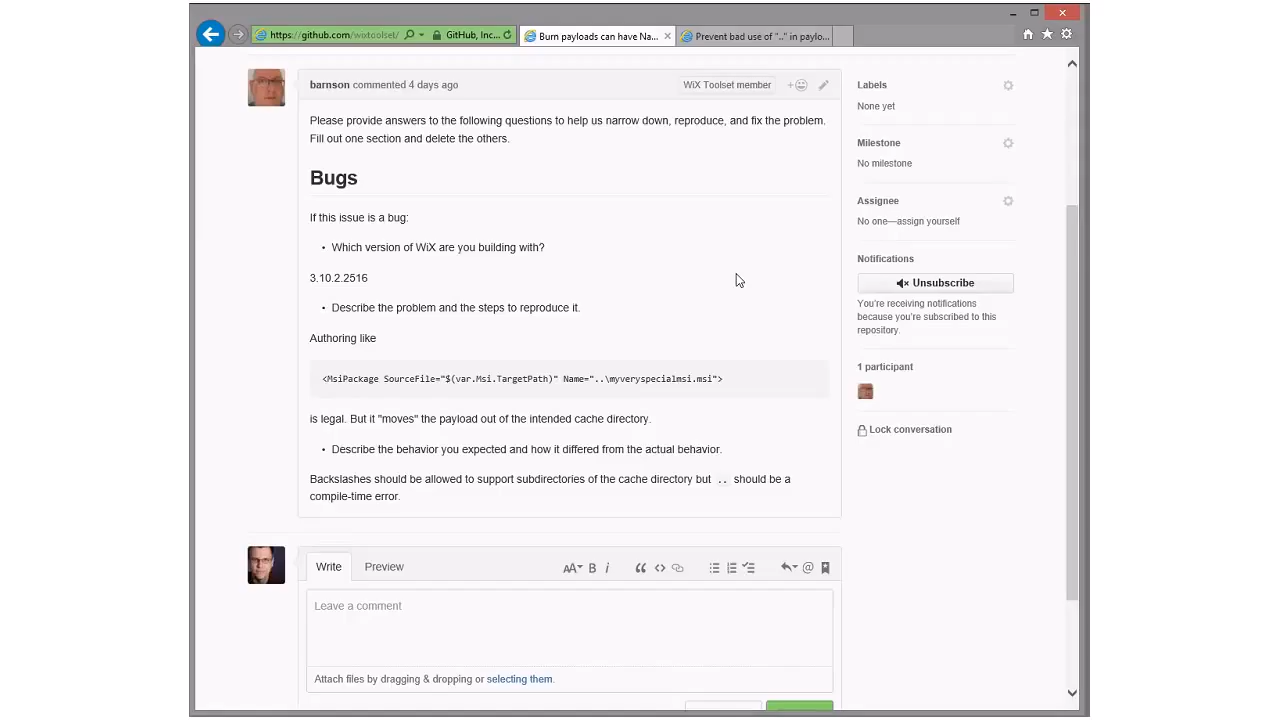 https://github.com/wixtoolset/
GitHub, Inc...
Burn payloads can have Na...
Prevent bad use of ".." in paylo...
barnson commented 4 days ago
WiX Toolset member
Please provide answers to the following questions to help us narrow down, reproduce, and fix the problem.
Fill out one section and delete the others.
Bugs
If this issue is a bug:
• Which version of WiX are you building with?
3.10.2.2516
• Describe the problem and the steps to reproduce it.
Authoring like
<MsiPackage SourceFile="$(var.Msi.TargetPath)" Name="..\myveryspecialmsi.msi">
is legal. But it "moves" the payload out of the intended cache directory.
• Describe the behavior you expected and how it differed from the actual behavior.
Backslashes should be allowed to support subdirectories of the cache directory but .. should be a
compile-time error.
Labels
None yet
Milestone
No milestone
Assignee
No one—assign yourself
Notifications
Unsubscribe
You're receiving notifications
because you're subscribed to this
repository.
1 participant
Lock conversation
Write
Preview
AA B i
Leave a comment
Attach files by dragging & dropping or selecting them.